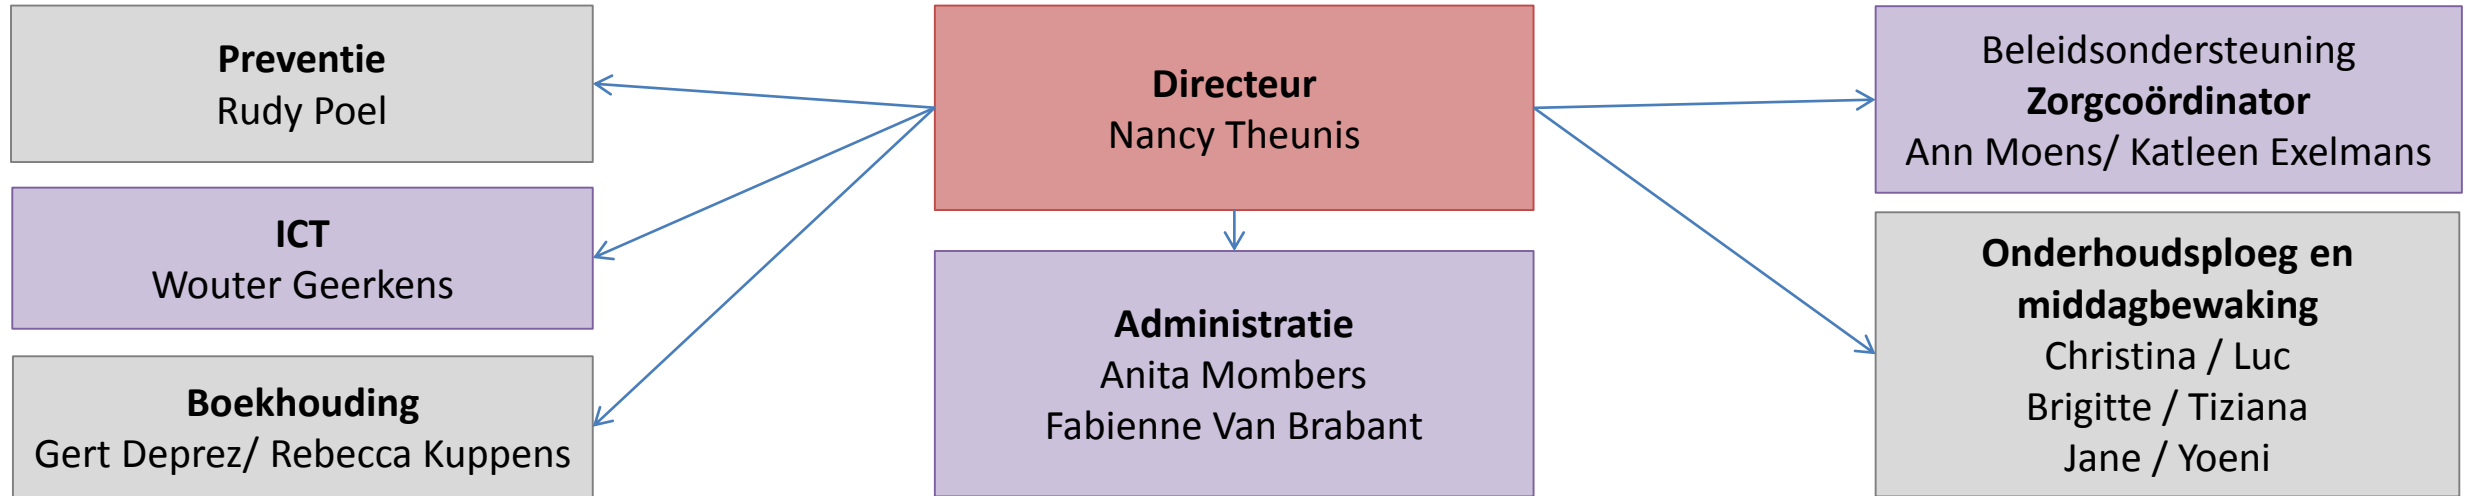 Preventie
Rudy Poel
ICT
Wouter Geerkens
Boekhouding
Gert Deprez/ Rebecca Kuppens
Directeur
Nancy Theunis
Administratie
Anita Mombers
Fabienne Van Brabant
Beleidsondersteuning
Zorgcoördinator
Ann Moens/ Katleen Exelmans
Onderhoudsploeg en
middagbewaking
Christina / Luc
Brigitte / Tiziana
Jane / Yoeni